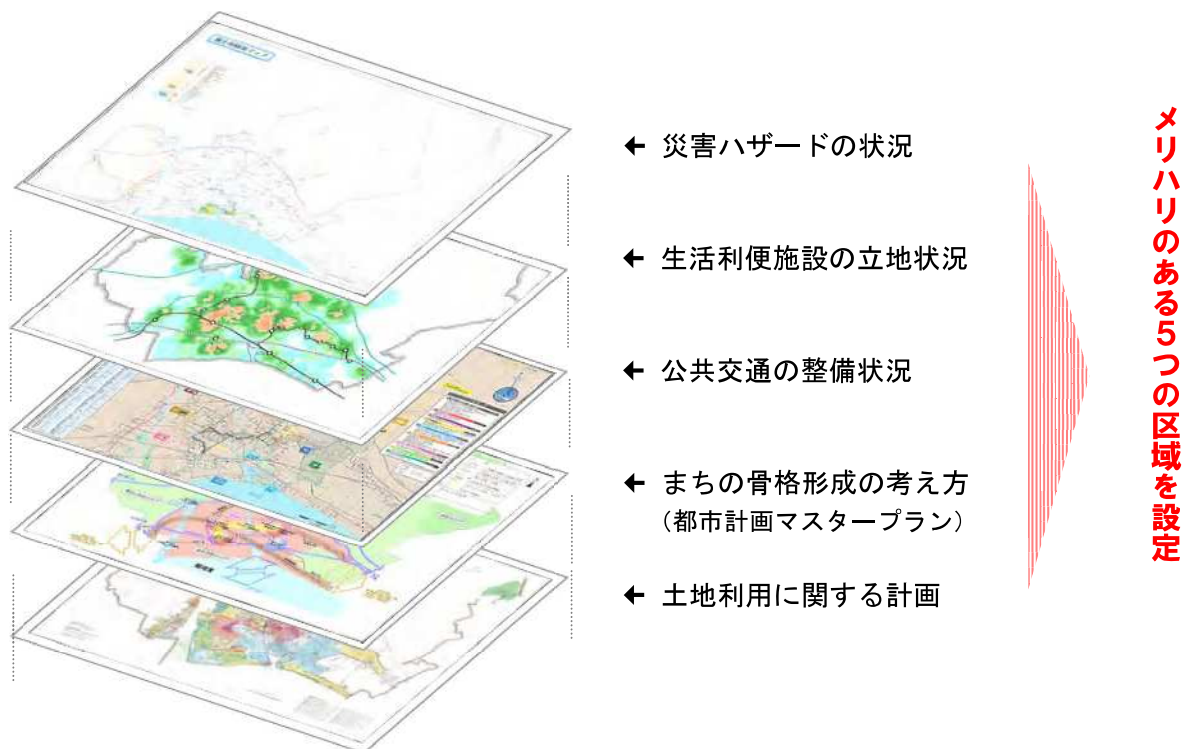 ← 災害ハザードの状況
← 生活利便施設の立地状況
← 公共交通の整備状況
← まちの骨格形成の考え方
（都市計画マスタープラン）
← 土地利用に関する計画
メリハリのある５つの区域を設定